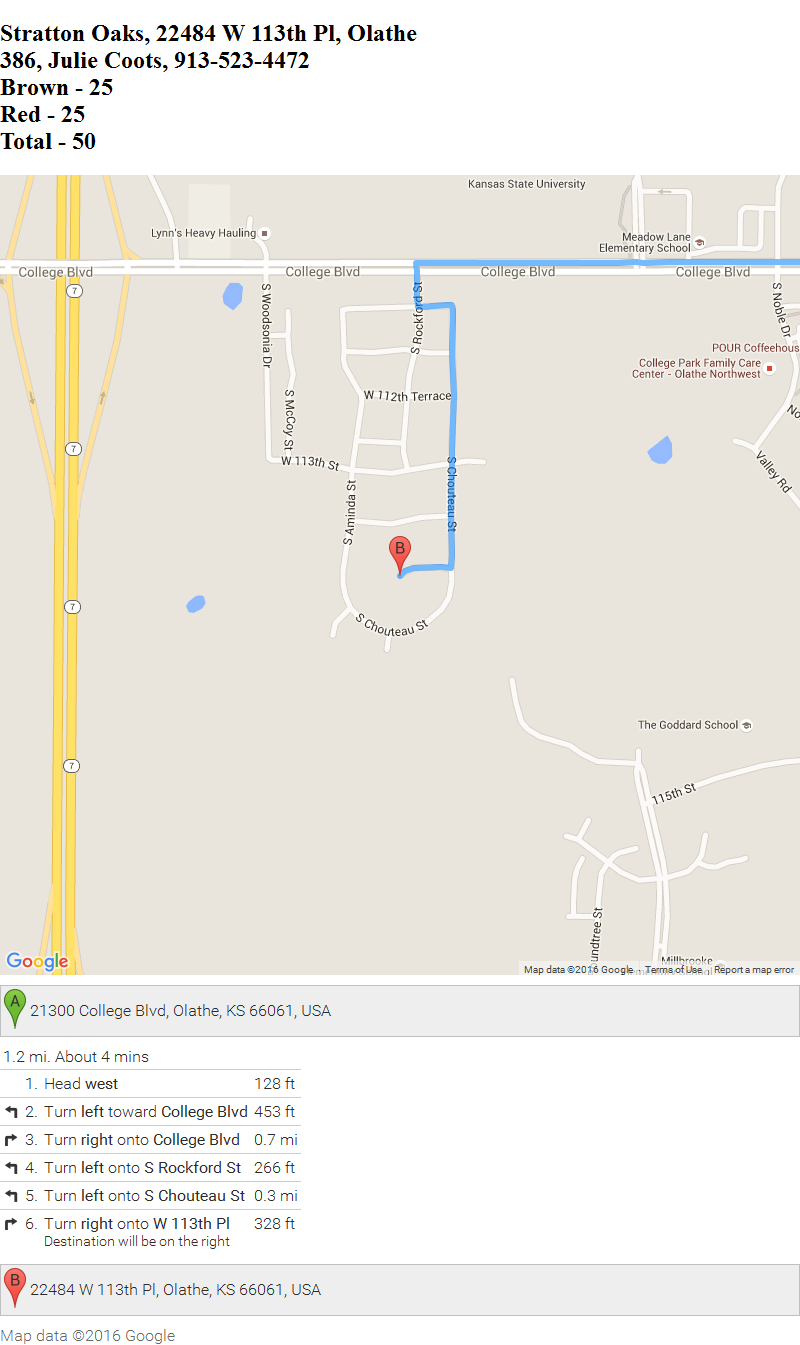 Stratton Oaks, 22484 W 113th Pl, Olathe
386, Julie Coots, 913-523-4472
Brown - 25
Red - 25
Total - 50
Kansas State University
Lynn's Heavy Hauling
Meadow Lane
Elementary School
College Blvd
College Blvd
College Blvd
College Blvd
7
S Woodsonia Dr
S Rockford St
S Noble Dr
POUR Coffeehous
College Park Family Care
Center - Olathe Northwest
S McCoy St
W 112th Terrace
No
7
W 113th St
S Chouteau St
Valley Rd
S Aminda St
B
7
S Chouteau St
The Goddard School
7
115th St
undtree St
Millbrooke
Google
Map data ©2016 Google
Terms of Use
Report a map error
A
21300 College Blvd, Olathe, KS 66061, USA
1.2 mi. About 4 mins
1. Head west 128 ft
2. Turn left toward College Blvd 453 ft
3. Turn right onto College Blvd 0.7 mi
4. Turn left onto S Rockford St 266 ft
5. Turn left onto S Chouteau St 0.3 mi
6. Turn right onto W 113th Pl 328 ft
Destination will be on the right
B
22484 W 113th Pl, Olathe, KS 66061, USA
Map data ©2016 Google